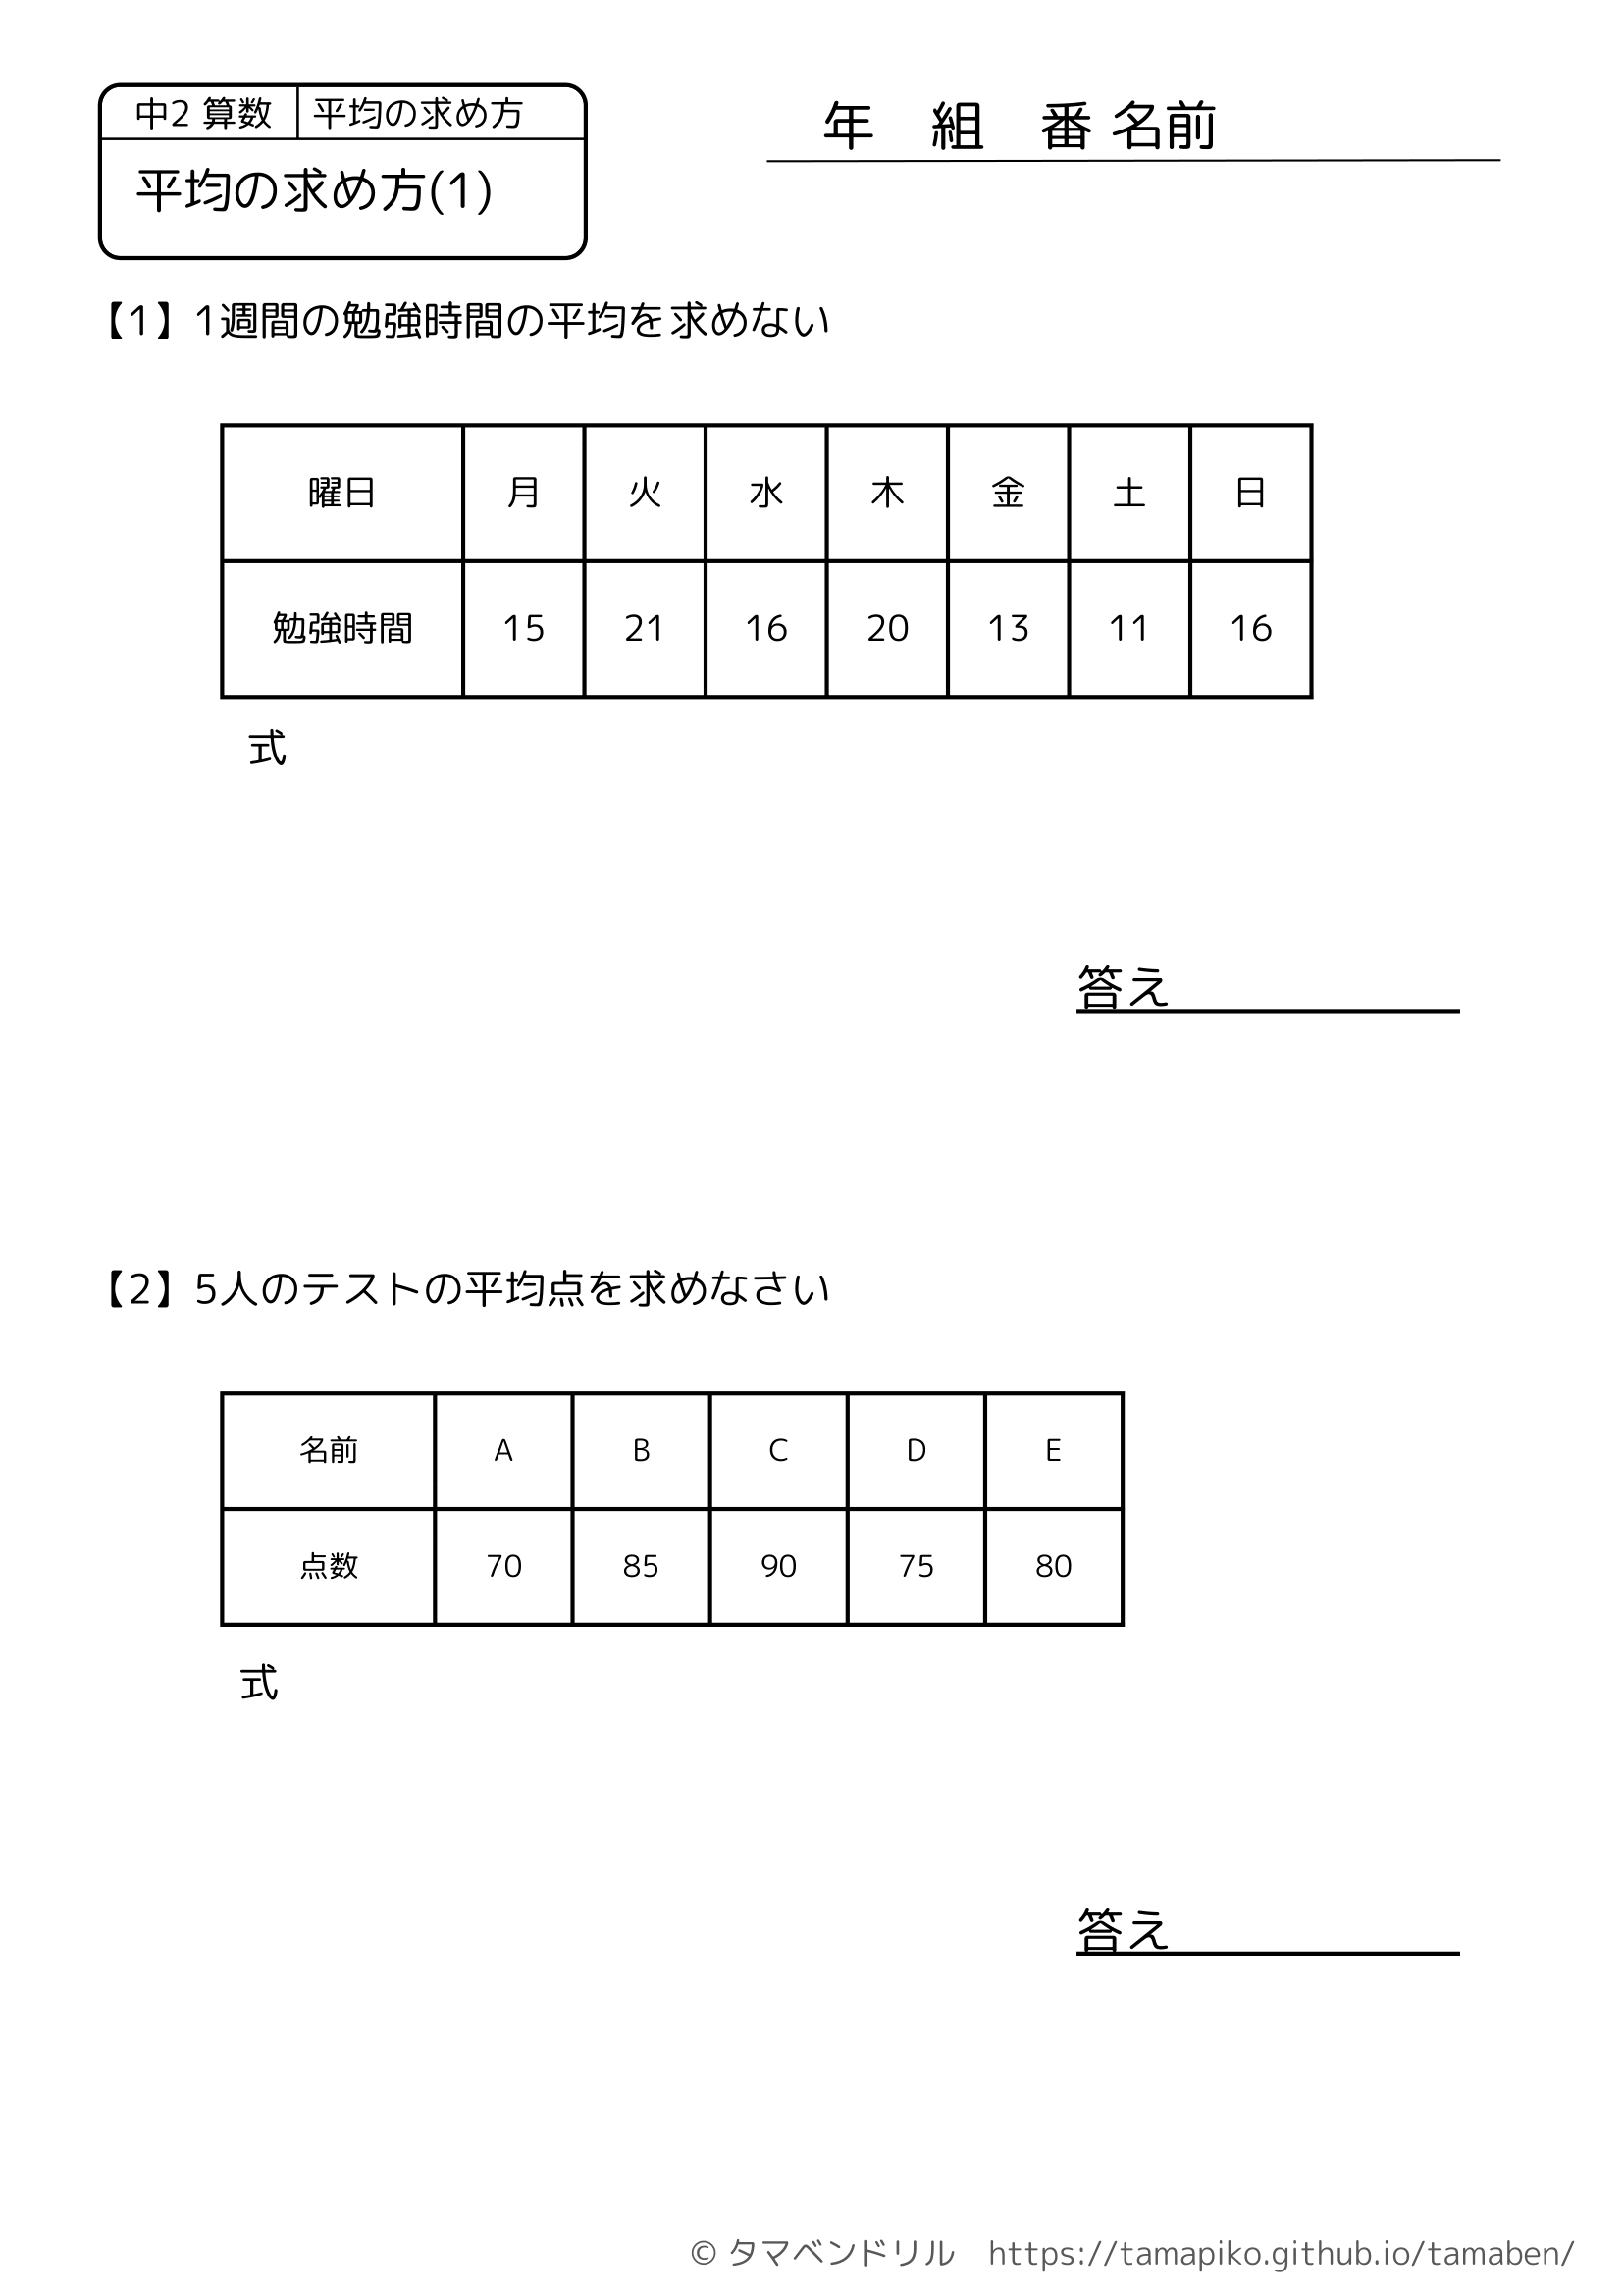 中2 算数 平均の求め方
平均の求め方(1)
年 組 番 名前
【1】1週間の勉強時間の平均を求めない
曜日 月 火 水 木 金 土 日
勉強時間 15 21 16 20 13 11 16
式
答え
【2】5人のテストの平均点を求めなさい
名前 A B C D E
点数 70 85 90 75 80
式
答え
© タマベンドリル https://tamapiko.github.io/tamaben/